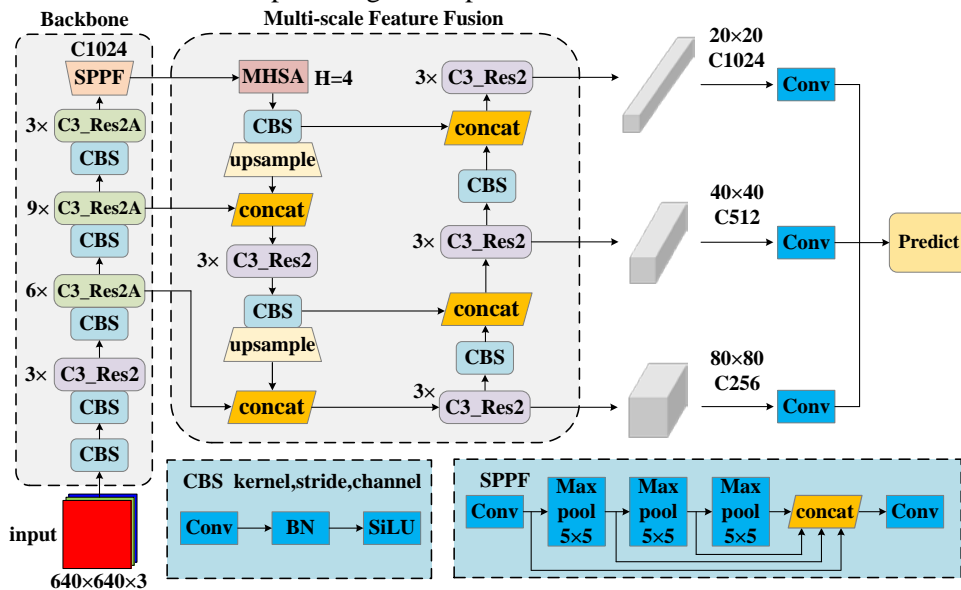 Backbone
Multi-scale Feature Fusion
C1024
SPPF
3×
C3_Res2A
CBS
9×
C3_Res2A
CBS
6×
C3_Res2A
CBS
3×
C3_Res2
CBS
CBS
input
640×640×3
MHSA
H=4
CBS
upsample
concat
3×
C3_Res2
CBS
upsample
concat
3×
C3_Res2
concat
CBS
3×
C3_Res2
concat
CBS
3×
C3_Res2
20×20
C1024
Conv
40×40
C512
Conv
80×80
C256
Conv
Predict
CBS kernel,stride,channel
Conv
BN
SiLU
SPPF
Conv
Max
pool
5×5
Max
pool
5×5
Max
pool
5×5
concat
Conv